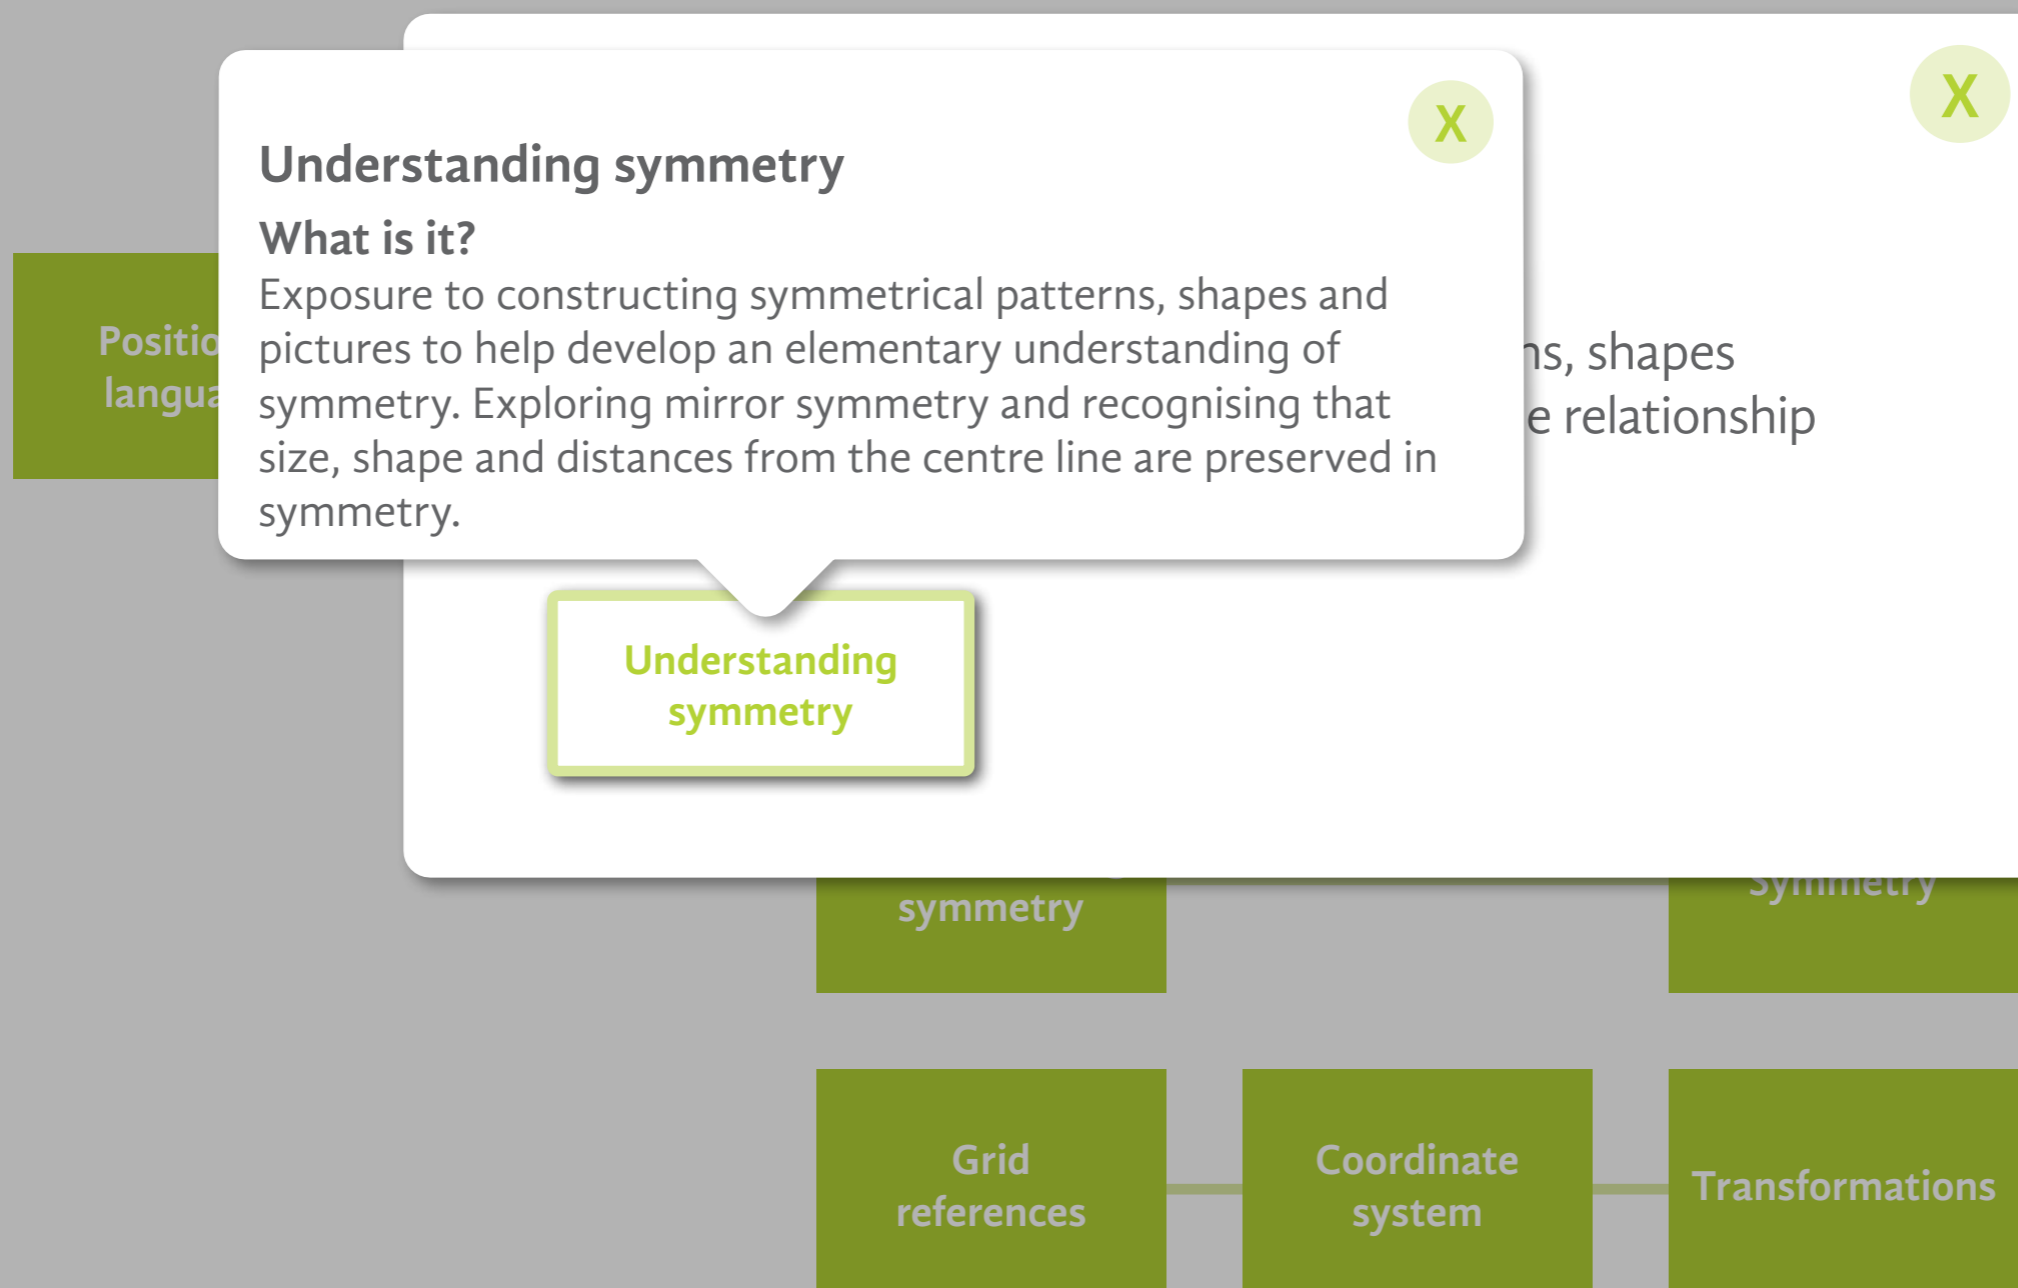 X
X
Understanding symmetry
What is it?
Exposure to constructing symmetrical patterns, shapes and
pictures to help develop an elementary understanding of
symmetry. Exploring mirror symmetry and recognising that
size, shape and distances from the centre line are preserved in
symmetry.
shapes
relationship
Understanding
symmetry
symmetry
Symmetry
Grid
references
Coordinate
system
Transformations